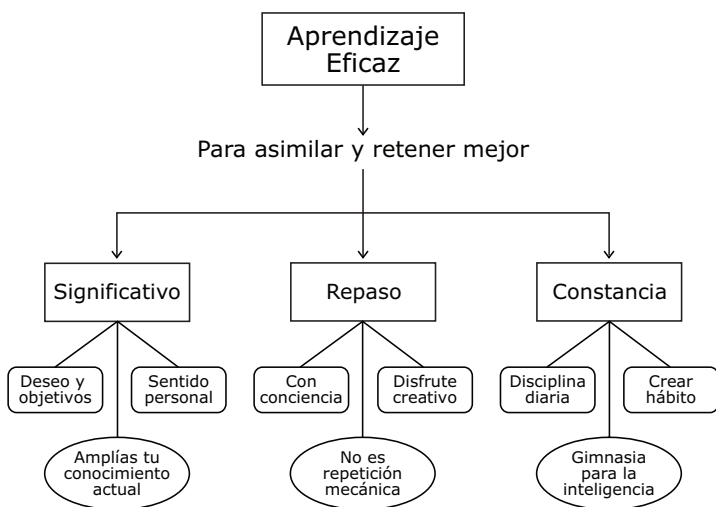 Aprendizaje
Eficaz
Para asimilar y retener mejor
Significativo
Repaso
Constancia
Deseo y
objetivos
Sentido
personal
Con
conciencia
Disfrute
creativo
Disciplina
diaria
Crear
hábito
Amplías tu
conocimiento
actual
No es
repetición
mecánica
Gimnasia
para la
inteligencia